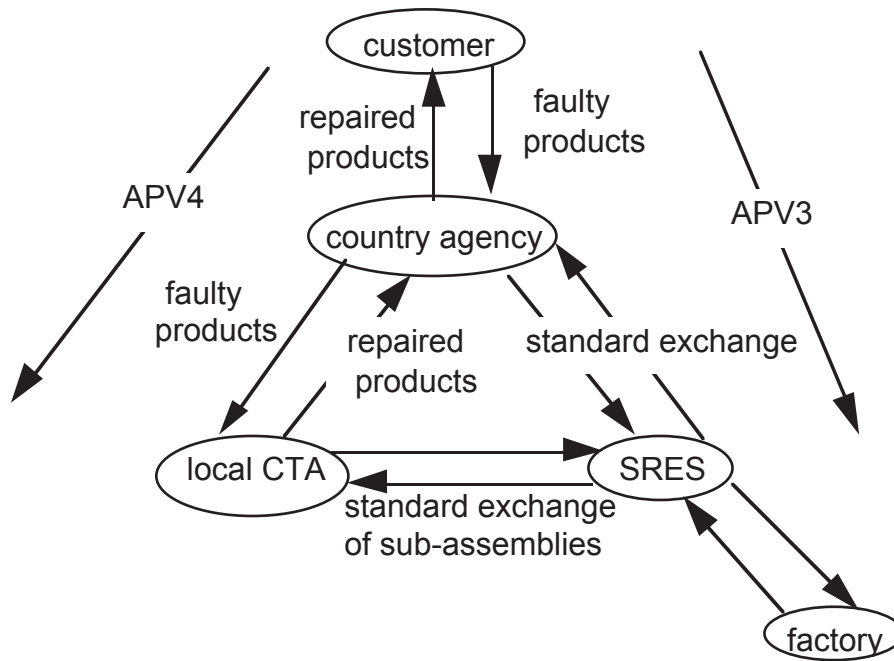 customer
repaired
products
faulty
products
APV4
APV3
country agency
faulty
products
repaired
products
standard exchange
local CTA
SRES
standard exchange
of sub-assemblies
factory